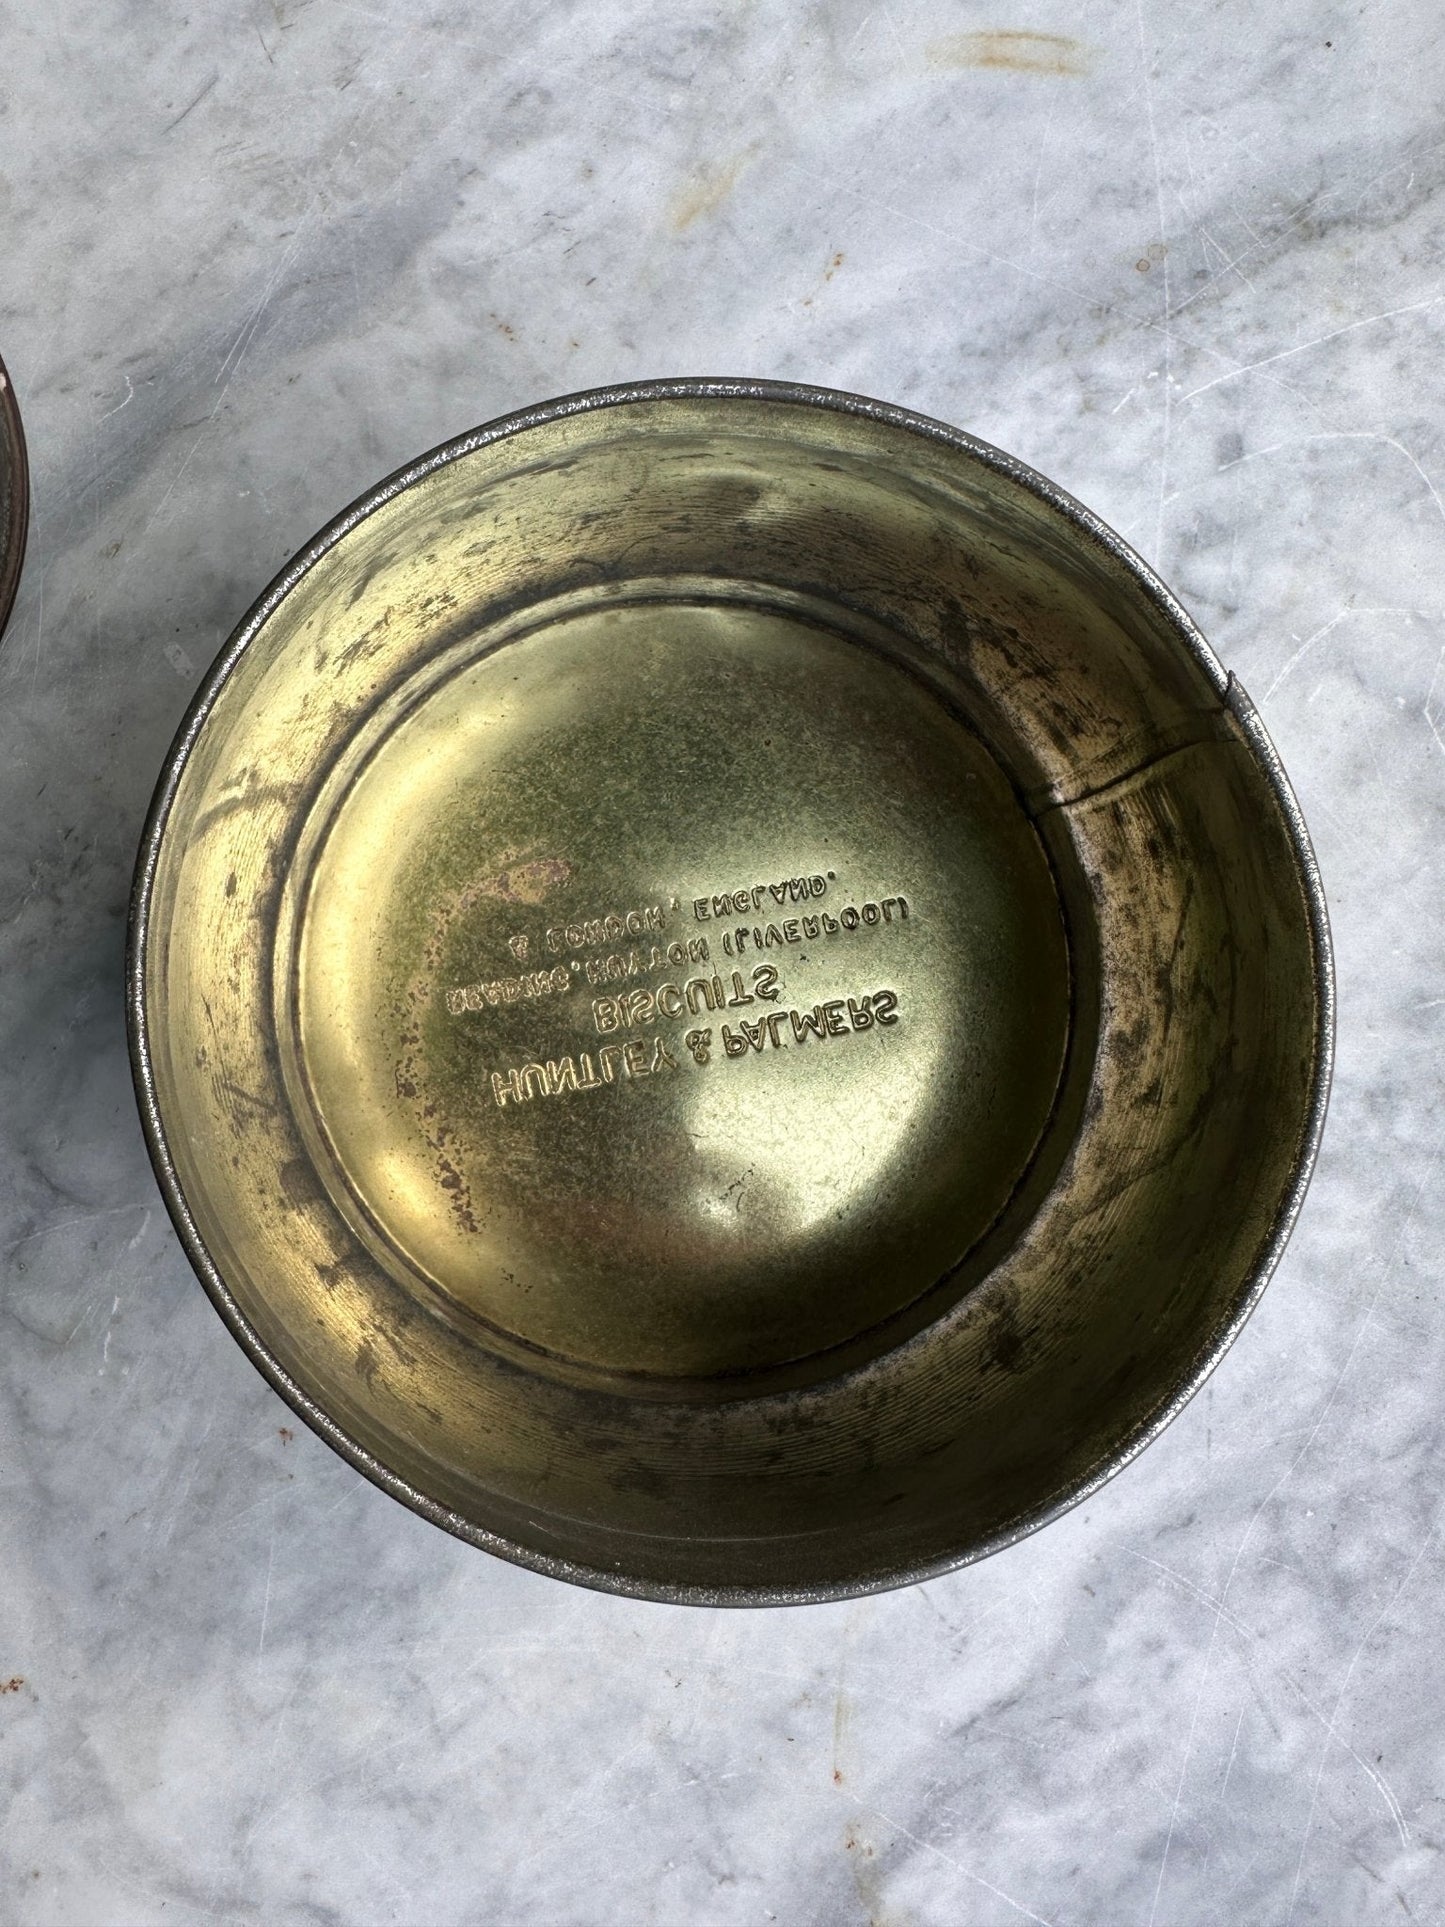 HUNTLEY & PALMERS
BISCUITS
READING, HUYTON (LIVERPOOL)
& LONDON, ENGLAND.